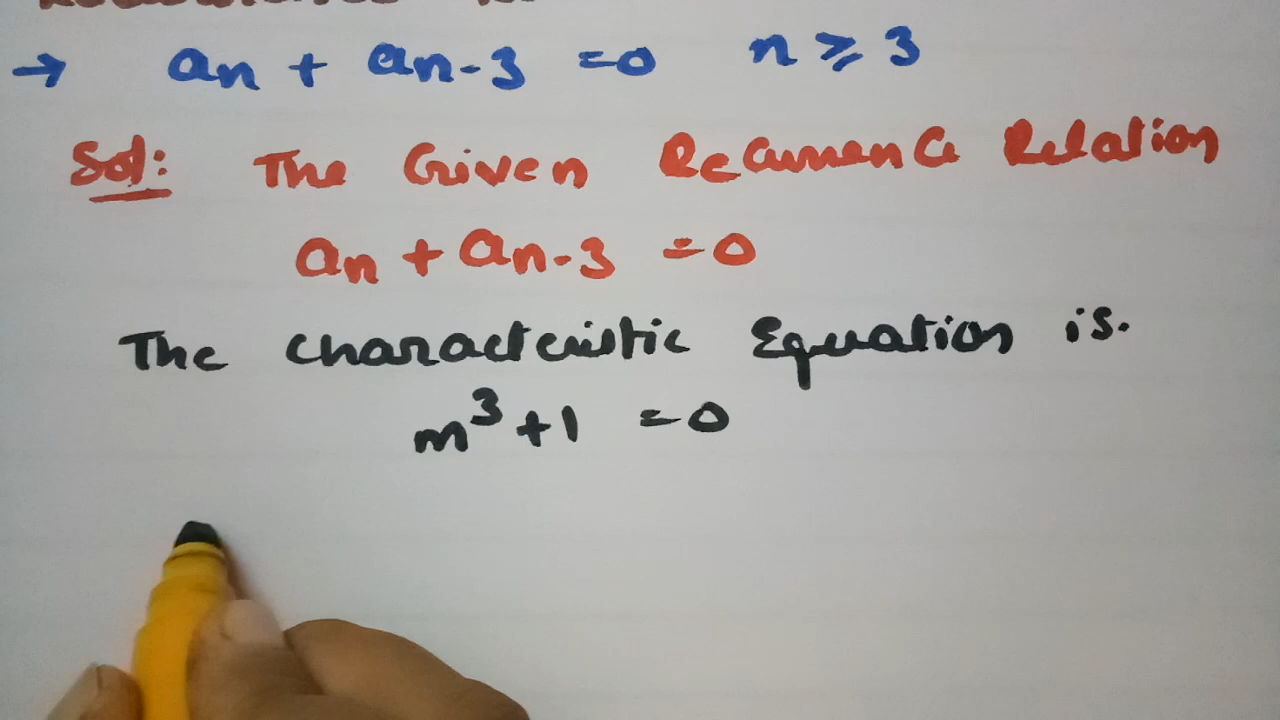 → an + an-3 =0 n ≥ 3
Sol: The Given Recurrence Relation
an + an-3 =0
The characteristic Equation is.
m³+1 =0